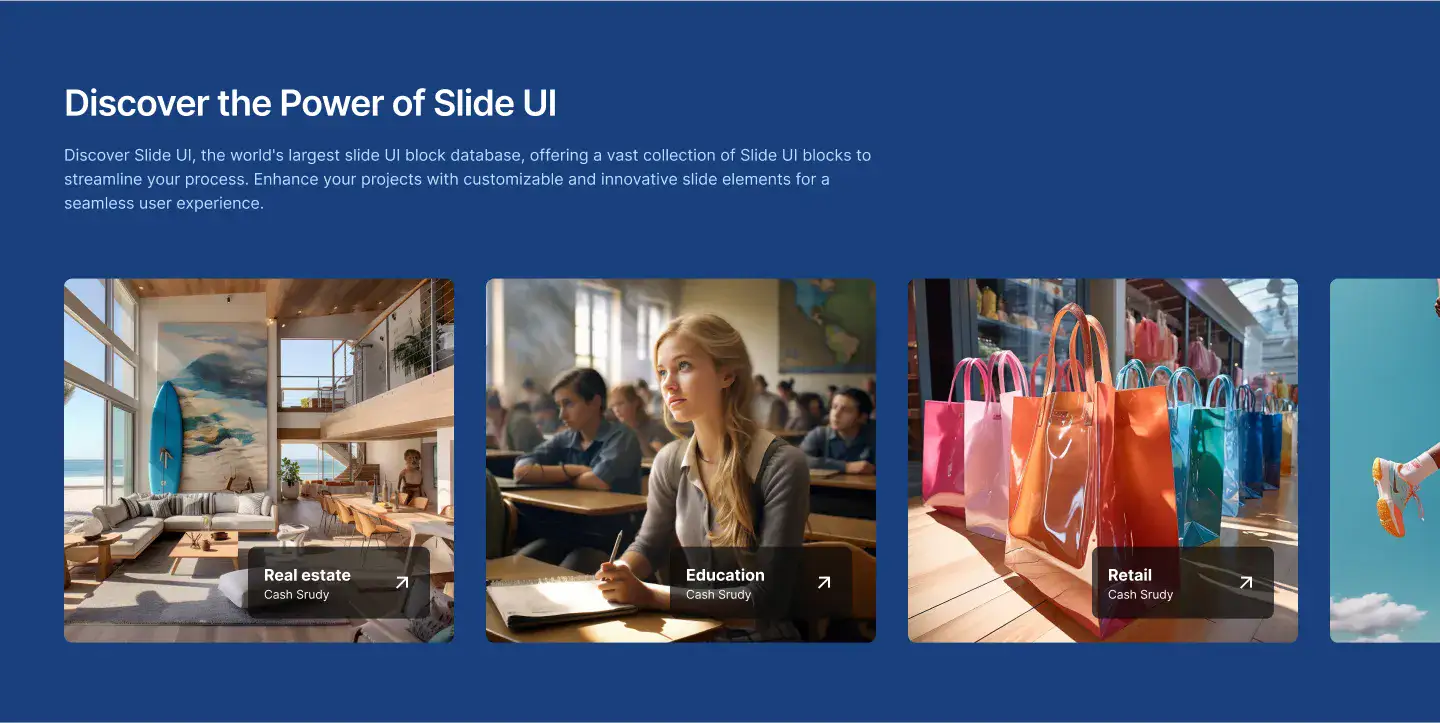 Discover the Power of Slide UI
Discover Slide UI, the world's largest slide UI block database, offering a vast collection of Slide UI blocks to
streamline your process. Enhance your projects with customizable and innovative slide elements for a
seamless user experience.
Real estate
Cash Srudy
Education
Cash Srudy
Retail
Cash Srudy